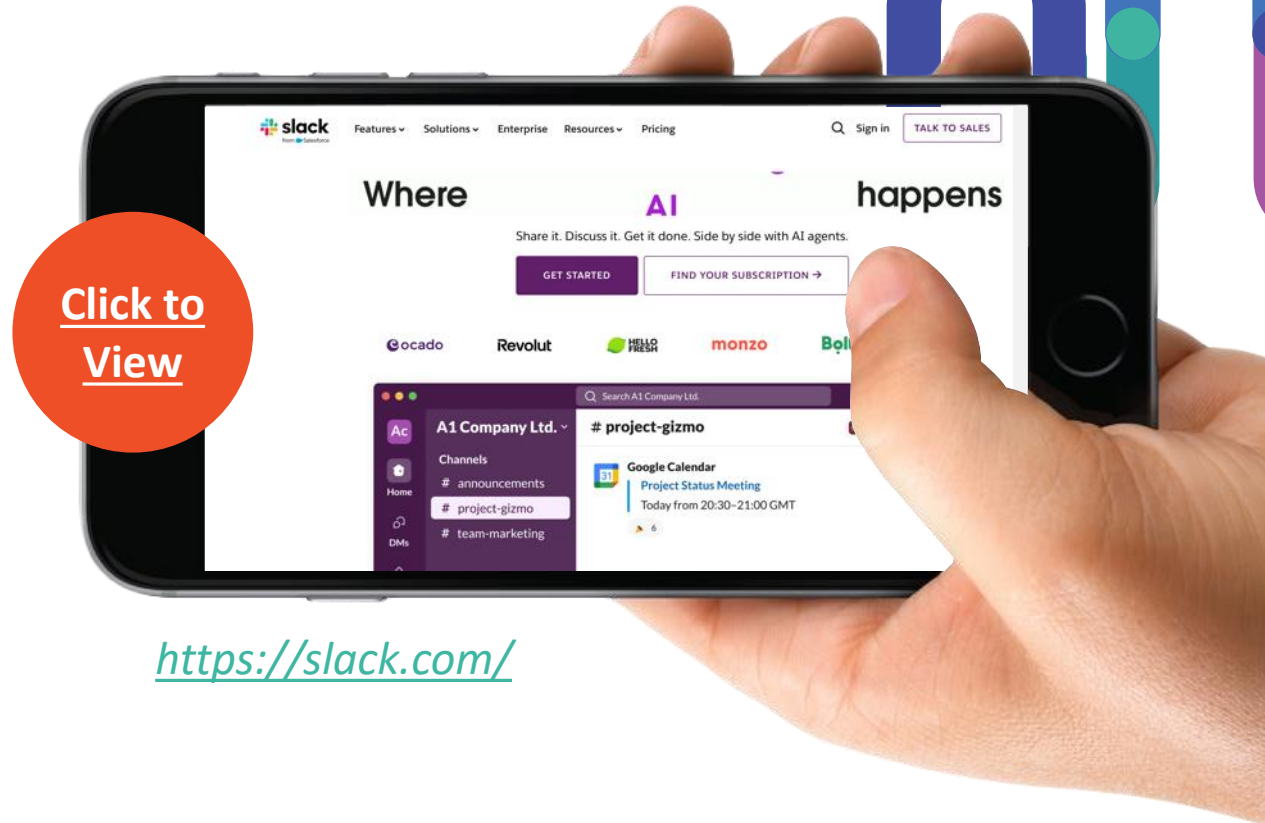 slack
from Salesforce
Features Solutions Enterprise Resources Pricing Sign in TALK TO SALES
Where AI happens
Share it. Discuss it. Get it done. Side by side with AI agents.
GET STARTED FIND YOUR SUBSCRIPTION →
Click to
View
ocado Revolut HELLO FRESH monzo
Search A1 Company Ltd.
Ac A1 Company Ltd. # project-gizmo
Channels
Home
# announcements
# project-gizmo
# team-marketing
DMs
31 Google Calendar
Project Status Meeting
Today from 20:30–21:00 GMT
6
https://slack.com/